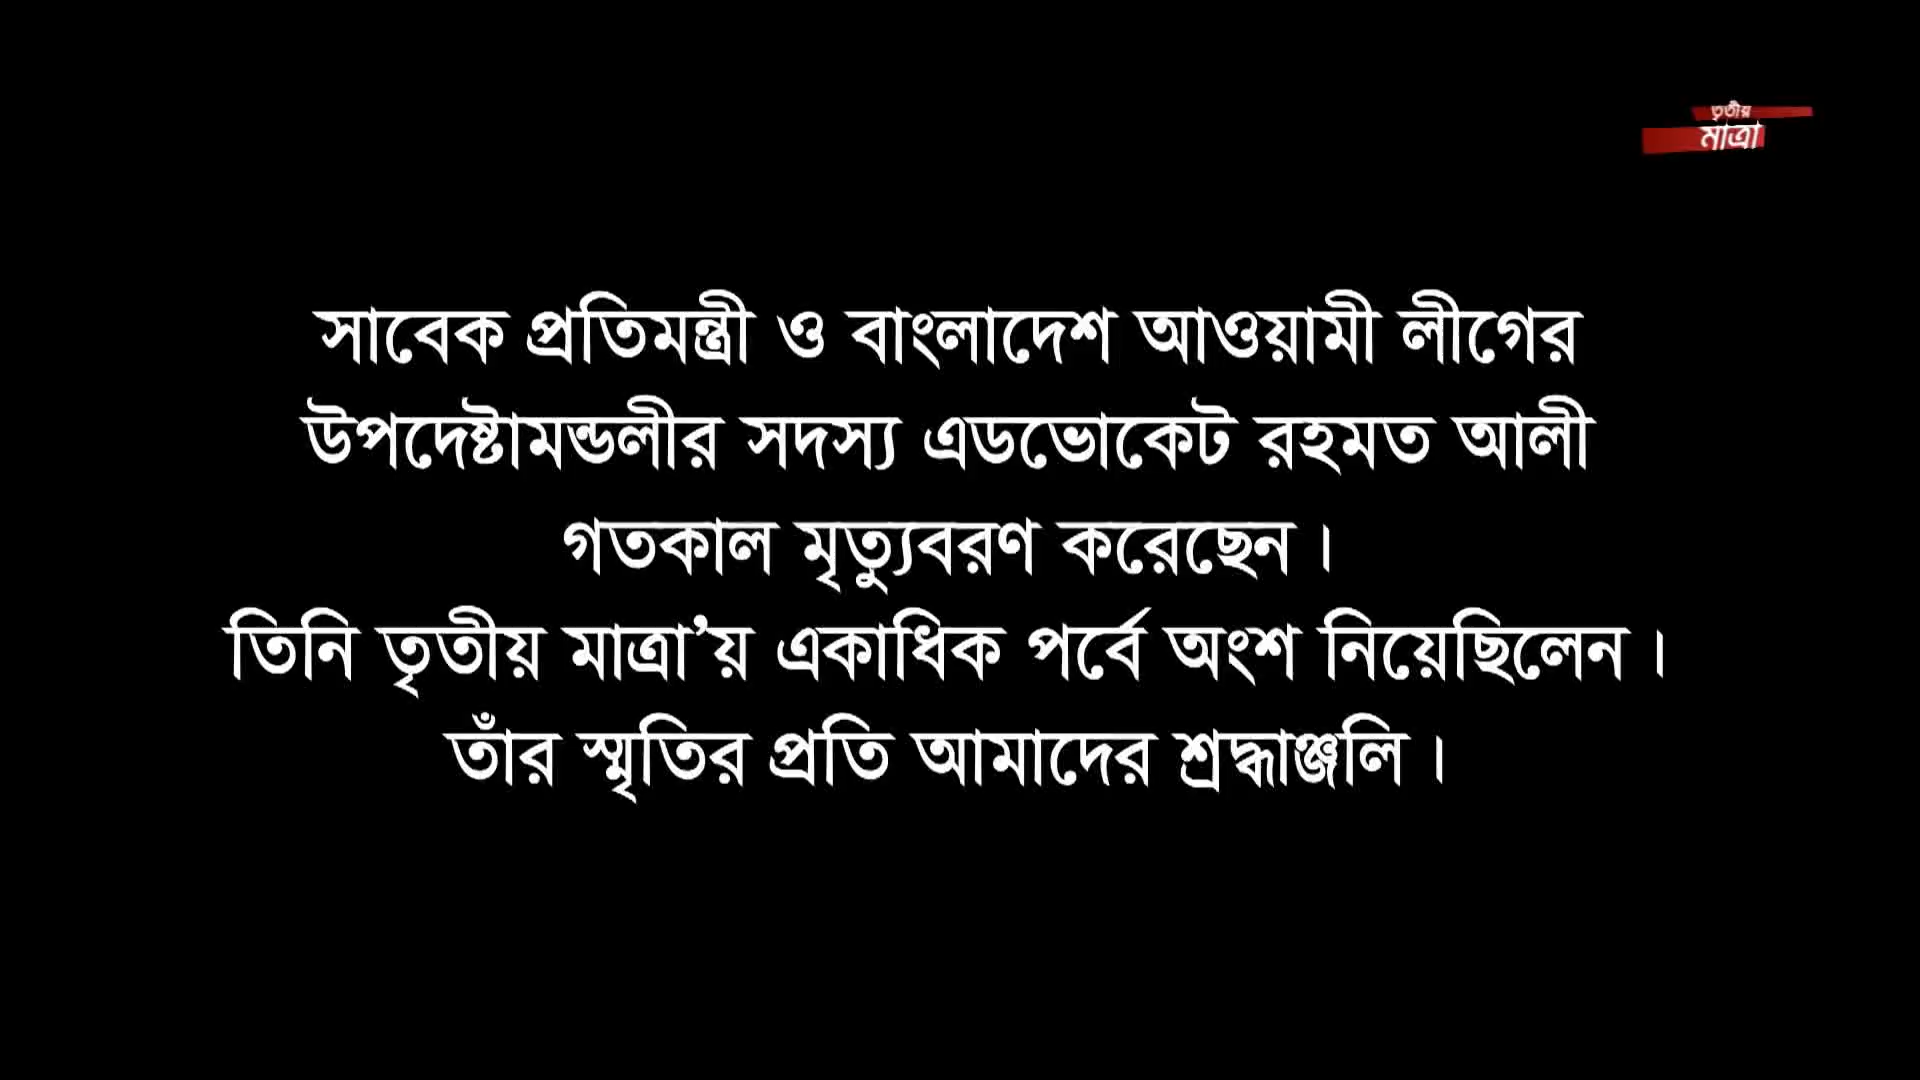 তৃতীয়
মাত্রা
সাবেক প্রতিমন্ত্রী ও বাংলাদেশ আওয়ামী লীগের
উপদেষ্টামন্ডলীর সদস্য এডভোকেট রহমত আলী
গতকাল মৃত্যুবরণ করেছেন।
তিনি তৃতীয় মাত্রা’য় একাধিক পর্বে অংশ নিয়েছিলেন।
তাঁর স্মৃতির প্রতি আমাদের শ্রদ্ধাঞ্জলি।